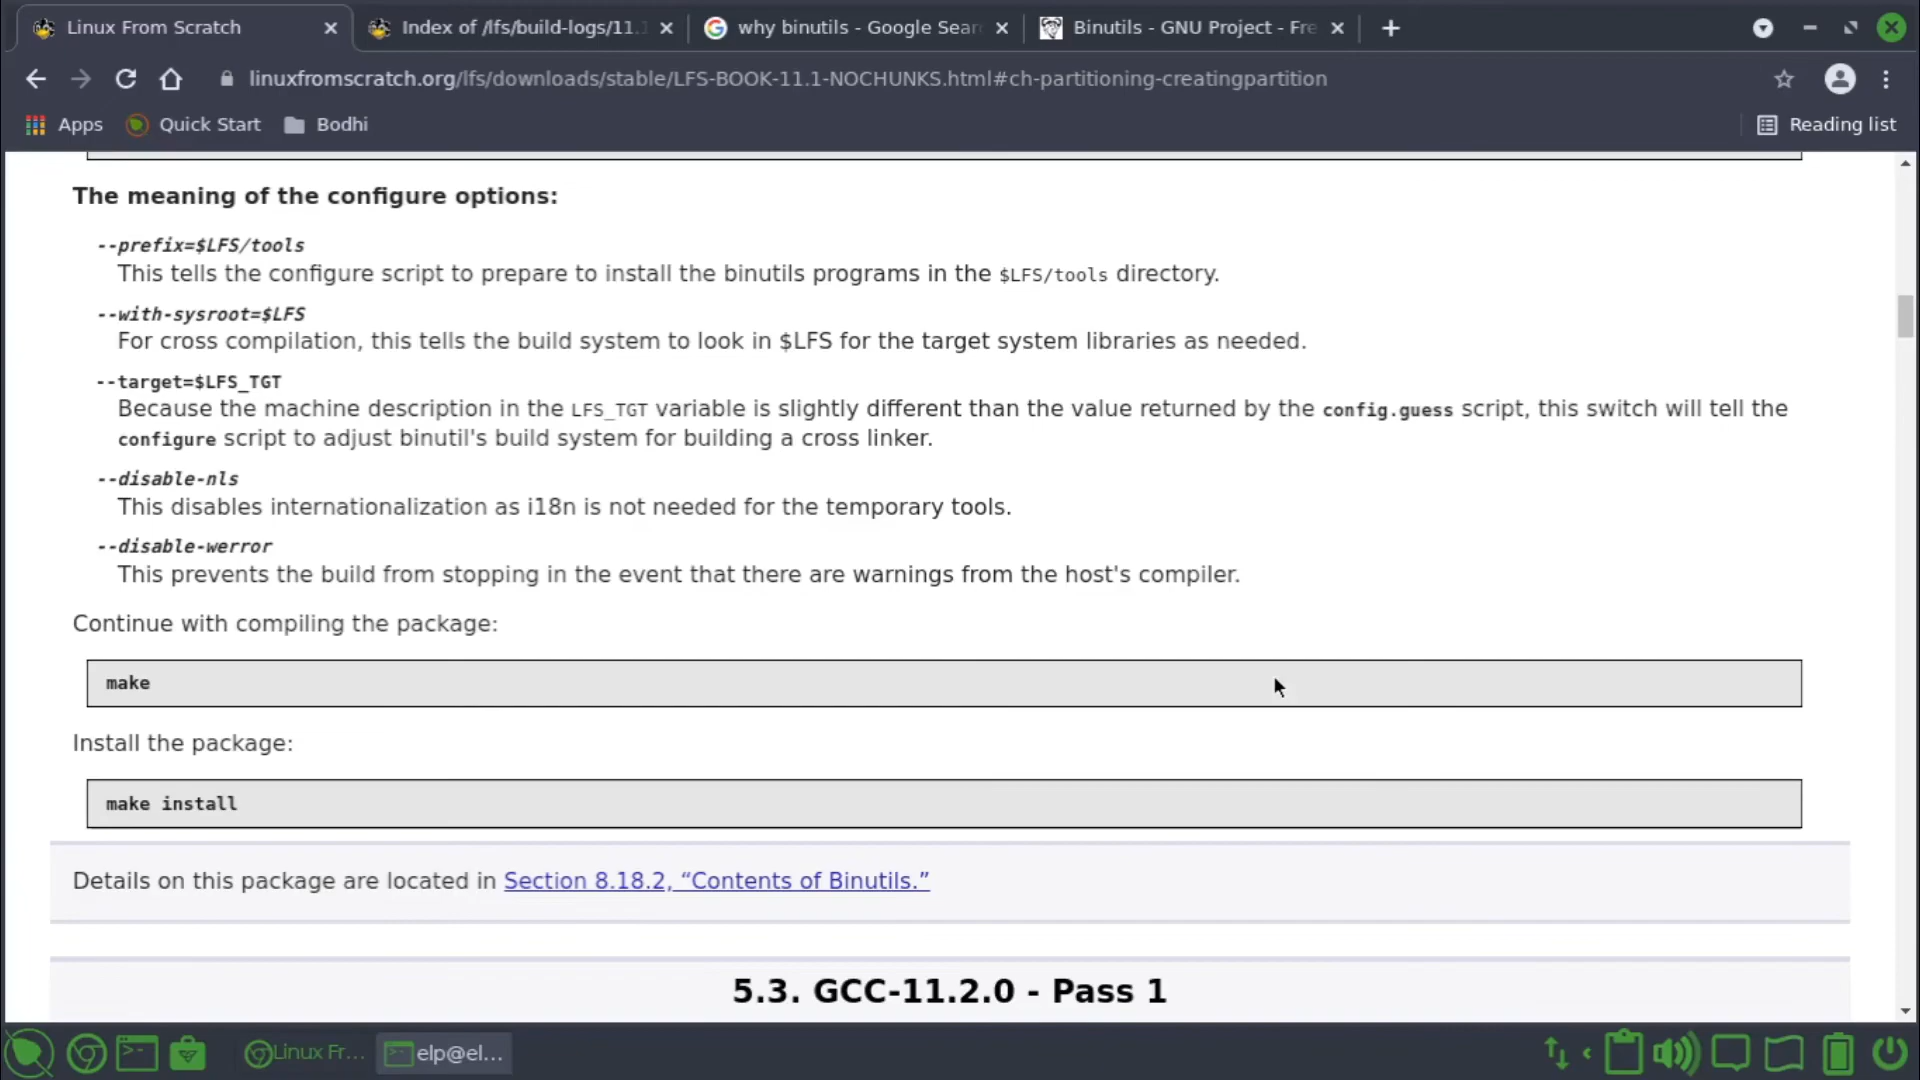 Linux From Scratch
Index of /lfs/build-logs/11.1
why binutils - Google Sear
Binutils - GNU Project - Fre
linuxfromscratch.org/lfs/downloads/stable/LFS-BOOK-11.1-NOCHUNKS.html#ch-partitioning-creatingpartition
Apps Quick Start Bodhi Reading list
The meaning of the configure options:
--prefix=$LFS/tools
This tells the configure script to prepare to install the binutils programs in the $LFS/tools directory.
--with-sysroot=$LFS
For cross compilation, this tells the build system to look in $LFS for the target system libraries as needed.
--target=$LFS_TGT
Because the machine description in the LFS_TGT variable is slightly different than the value returned by the config.guess script, this switch will tell the
configure script to adjust binutil's build system for building a cross linker.
--disable-nls
This disables internationalization as i18n is not needed for the temporary tools.
--disable-werror
This prevents the build from stopping in the event that there are warnings from the host's compiler.
Continue with compiling the package:
make
Install the package:
make install
Details on this package are located in Section 8.18.2, “Contents of Binutils.”
5.3. GCC-11.2.0 - Pass 1
Linux Fr... elp@el...